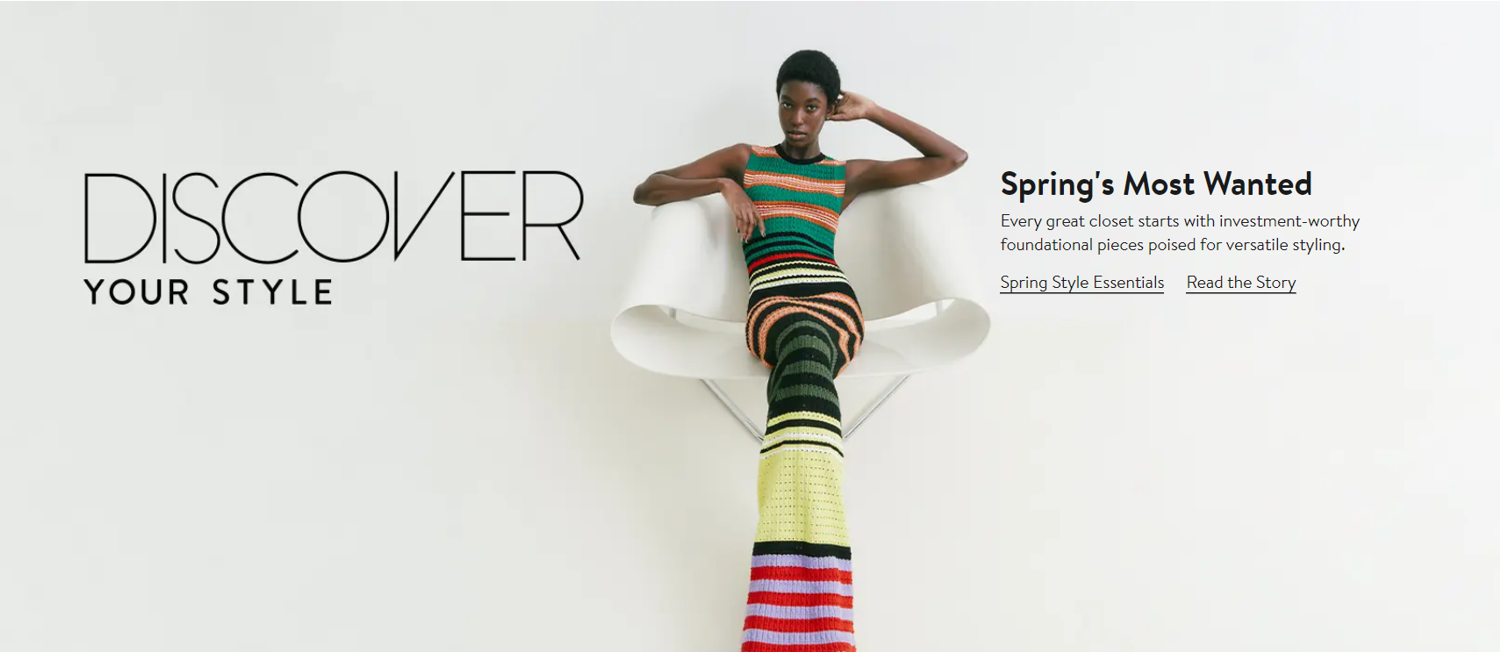 DISCOVER
YOUR STYLE
Spring's Most Wanted
Every great closet starts with investment-worthy
foundational pieces poised for versatile styling.
Spring Style Essentials Read the Story